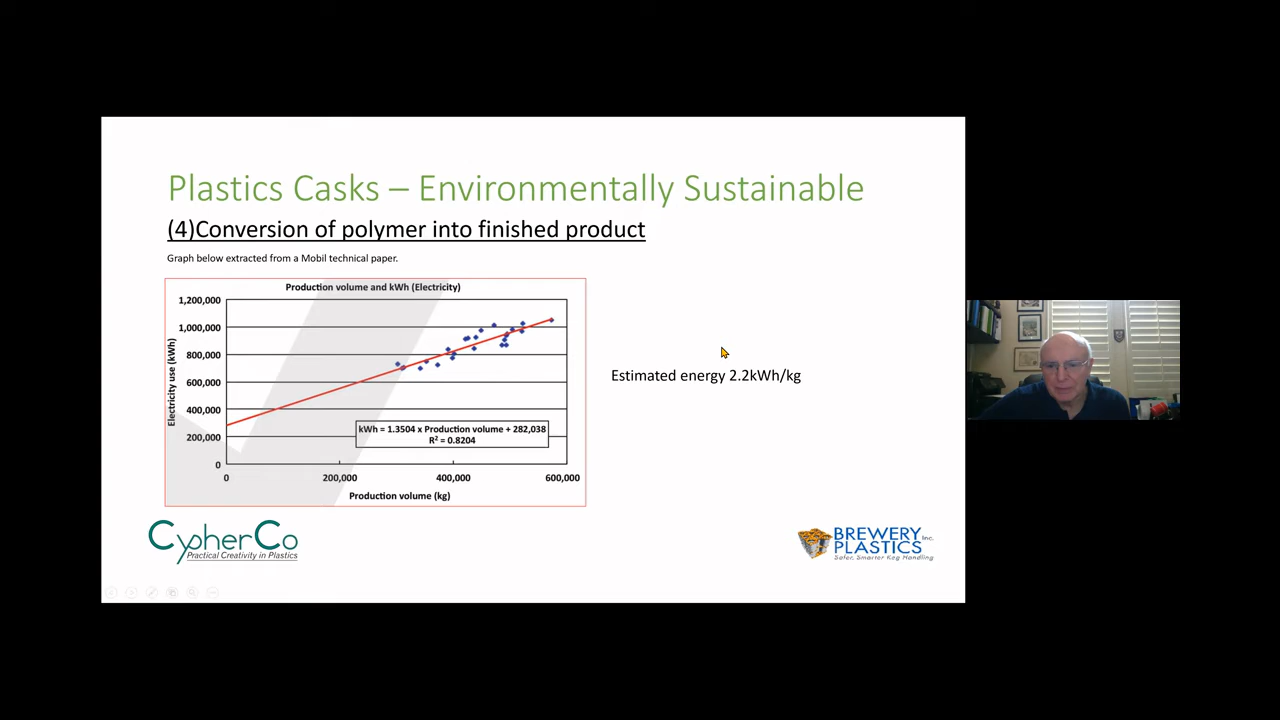 Plastics Casks – Environmentally Sustainable
(4)Conversion of polymer into finished product
Graph below extracted from a Mobil technical paper.
Production volume and kWh (Electricity)
1,200,000
1,000,000
800,000
600,000
400,000
200,000
0
Electricity use (kWh)
kWh = 1.3504 x Production volume + 282,038
R² = 0.8204
0 200,000 400,000 600,000
Production volume (kg)
Estimated energy 2.2kWh/kg
CypherCo
Practical Creativity in Plastics
BREWERY
PLASTICS Inc.
Safer, Smarter Keg Handling